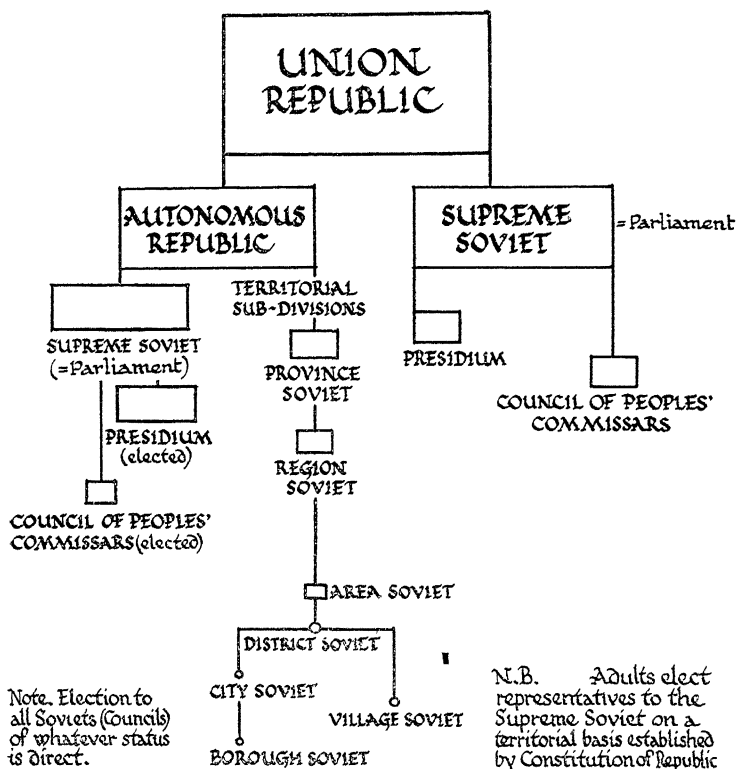 UNION
REPUBLIC
AUTONOMOUS
REPUBLIC
SUPREME
SOVIET
=Parliament
TERRITORIAL
SUB-DIVISIONS
SUPREME SOVIET
(=Parliament)
PROVINCE
SOVIET
PRESIDIUM
COUNCIL OF PEOPLES'
COMMISSARS
PRESIDIUM
(elected)
REGION
SOVIET
COUNCIL OF PEOPLES'
COMMISSARS (elected)
AREA SOVIET
DISTRICT SOVIET
CITY SOVIET
VILLAGE SOVIET
BOROUGH SOVIET
Note. Election to
all Soviets (Councils)
of whatever status
is direct.
N.B. Adults elect
representatives to the
Supreme Soviet on a
territorial basis established
by Constitution of Republic